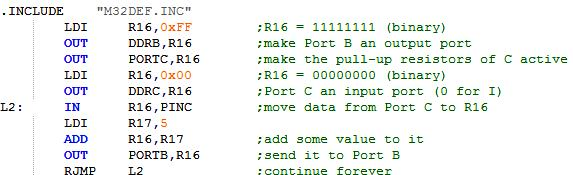 .INCLUDE "M32DEF.INC"
LDI R16,0xFF ;R16 = 11111111 (binary)
OUT DDRB,R16 ;make Port B an output port
OUT PORTC,R16 ;make the pull-up resistors of C active
LDI R16,0x00 ;R16 = 00000000 (binary)
OUT DDRC,R16 ;Port C an input port (0 for I)
L2: IN R16,PINC ;move data from Port C to R16
LDI R17,5
ADD R16,R17 ;add some value to it
OUT PORTB,R16 ;send it to Port B
RJMP L2 ;continue forever